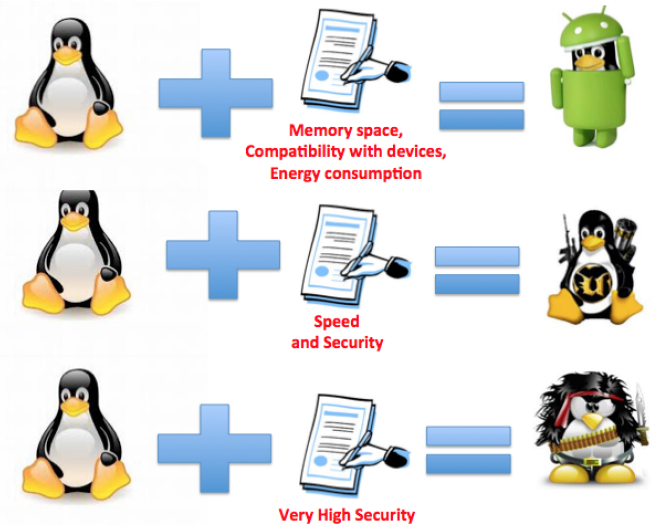 Memory space,
Compatibility with devices,
Energy consumption
Speed
and Security
Very High Security